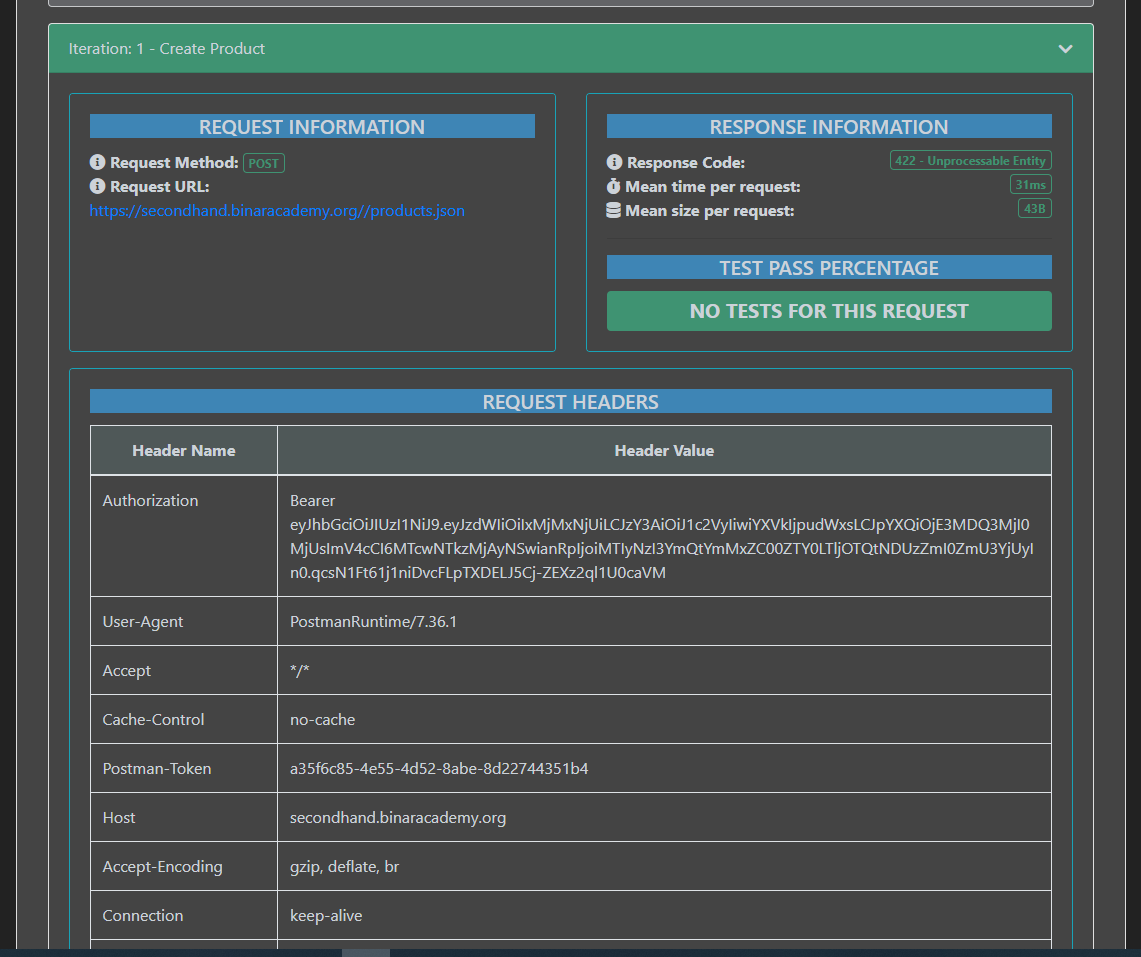 Iteration: 1 - Create Product
REQUEST INFORMATION
Request Method: POST
Request URL:
https://secondhand.binaracademy.org//products.json
RESPONSE INFORMATION
Response Code: 422 - Unprocessable Entity
Mean time per request: 31ms
Mean size per request: 43B
TEST PASS PERCENTAGE
NO TESTS FOR THIS REQUEST
REQUEST HEADERS
Header Name Header Value
Authorization Bearer
eyJhbGciOiJIUzI1NiJ9.eyJzdWIiOiIxMjMxNjUiLCJzY3AiOiJ1c2VyIiwiYXVkIjpudWxsLCJpYXQiOjE3MDQ3MjI0
MjUsImV4cCI6MTcwNTkzMjAyNSwianRpIjoiMTIyNzI3YmQtYmMxZC00ZTY0LTljOTQtNDUzZmI0ZmU3YjUyI
n0.qcsN1Ft61j1niDvcFLpTXDELJ5Cj-ZEXz2qI1U0caVM
User-Agent PostmanRuntime/7.36.1
Accept */*
Cache-Control no-cache
Postman-Token a35f6c85-4e55-4d52-8abe-8d22744351b4
Host secondhand.binaracademy.org
Accept-Encoding gzip, deflate, br
Connection keep-alive